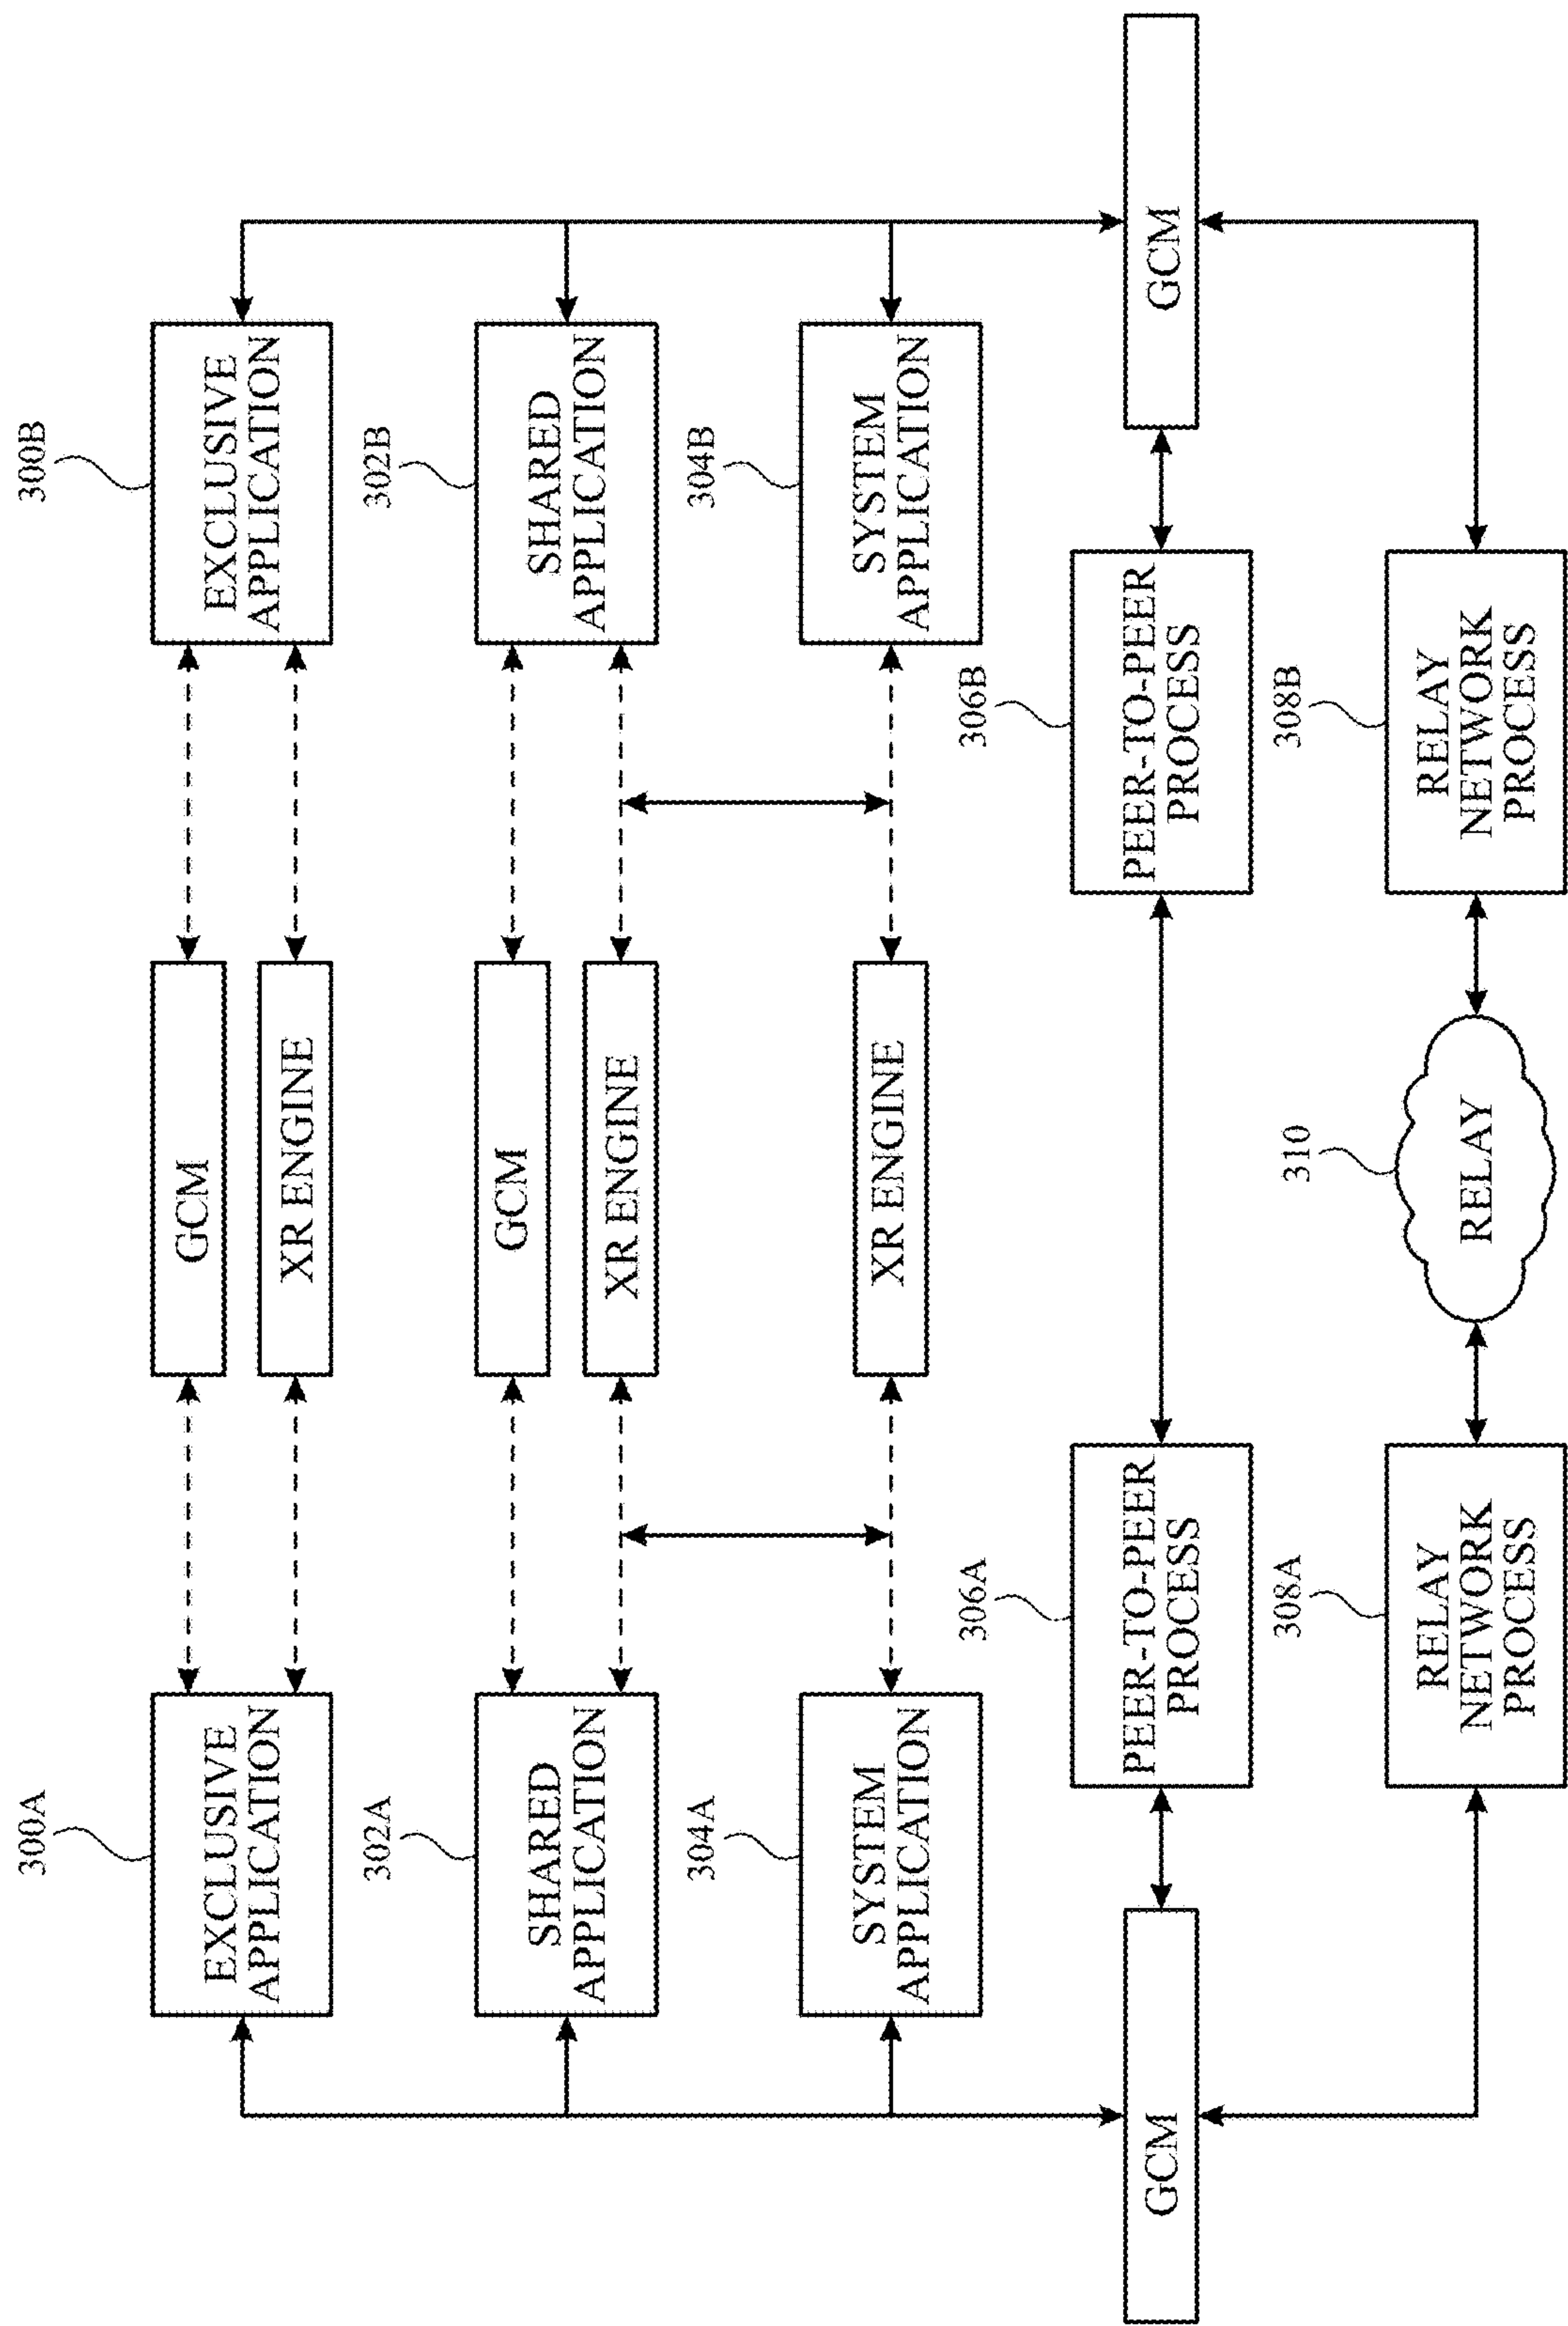 300A
EXCLUSIVE
APPLICATION
GCM
XR ENGINE
300B
EXCLUSIVE
APPLICATION
302A
SHARED
APPLICATION
GCM
XR ENGINE
302B
SHARED
APPLICATION
304A
SYSTEM
APPLICATION
XR ENGINE
304B
SYSTEM
APPLICATION
GCM
306A
PEER-TO-PEER
PROCESS
306B
PEER-TO-PEER
PROCESS
GCM
308A
RELAY
NETWORK
PROCESS
310
RELAY
308B
RELAY
NETWORK
PROCESS